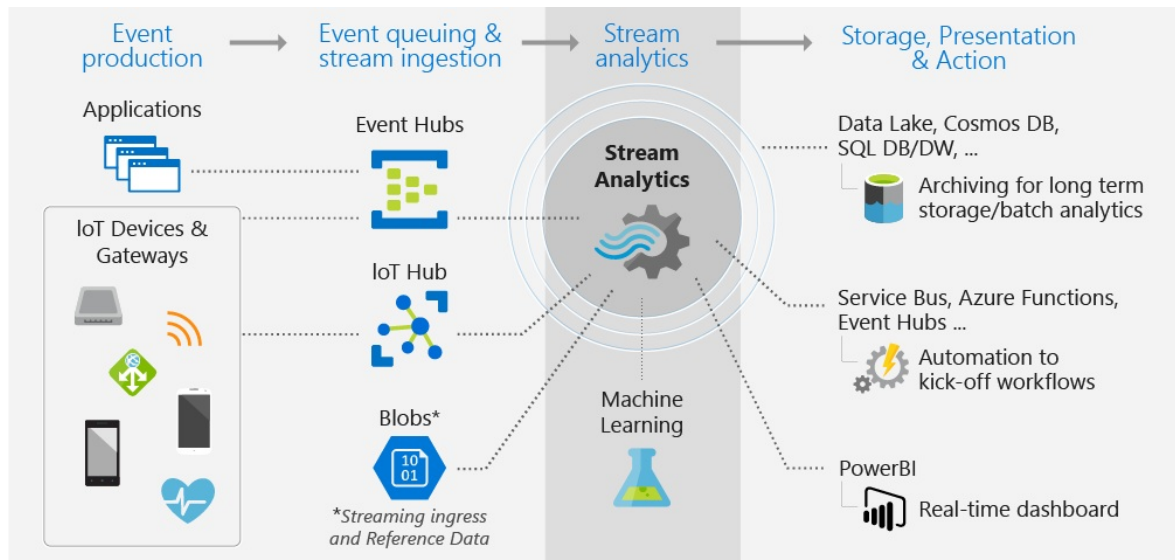 Event
production
Event queuing &
stream ingestion
Stream
analytics
Storage, Presentation
& Action
Applications
IoT Devices &
Gateways
Event Hubs
IoT Hub
Blobs*
10
01
*Streaming ingress
and Reference Data
Stream
Analytics
Machine
Learning
Data Lake, Cosmos DB,
SQL DB/DW, ...
Archiving for long term
storage/batch analytics
Service Bus, Azure Functions,
Event Hubs ...
Automation to
kick-off workflows
PowerBI
Real-time dashboard